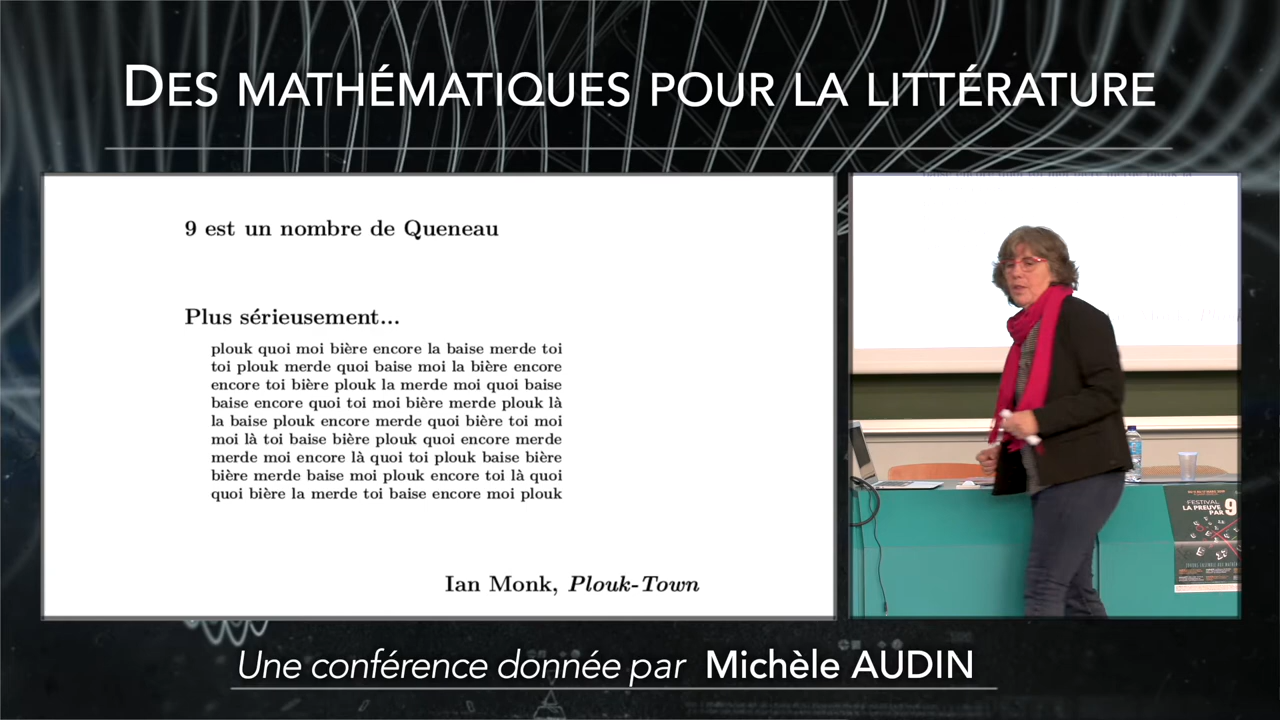 DES MATHÉMATIQUES POUR LA LITTÉRATURE
9 est un nombre de Queneau
Plus sérieusement...
plouk quoi moi bière encore la baise merde toi
toi plouk merde quoi baise moi la bière encore
encore toi bière plouk la merde moi quoi baise
baise encore quoi toi moi bière merde plouk là
la baise plouk encore merde quoi bière toi moi
moi là toi baise bière plouk quoi encore merde
merde moi encore là quoi toi plouk baise bière
bière merde baise moi plouk encore toi là quoi
quoi bière la merde toi baise encore moi plouk
Ian Monk, Plouk-Town
FESTIVAL
LA PREUVE
PAR 9
Une conférence donnée par Michèle AUDIN